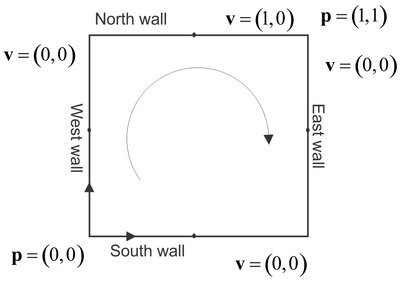 North wall
v = (1,0)
p = (1,1)
v = (0,0)
v = (0,0)
West wall
East wall
p = (0,0)
South wall
v = (0,0)